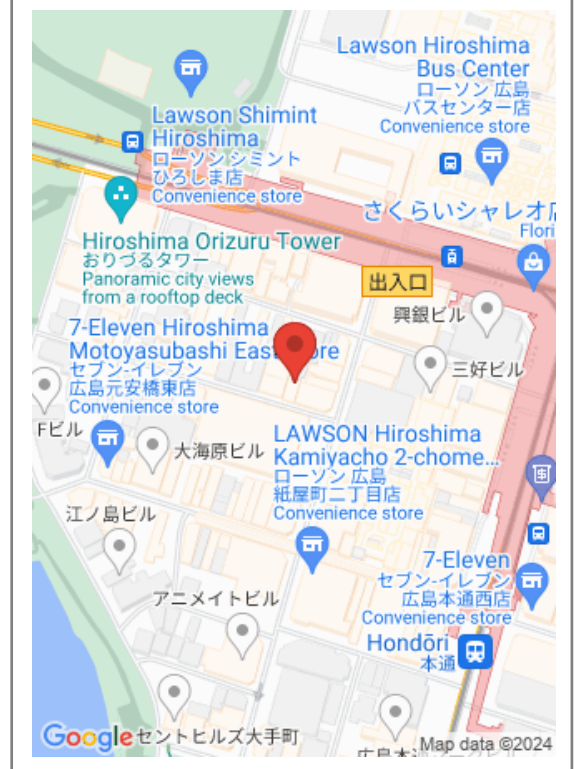 Lawson Hiroshima
Bus Center
ローソン 広島
バスセンター店
Convenience store
Lawson Shimint
Hiroshima
ローソン シミント
ひろしま店
Convenience store
さくらいシャレオ店
Flori
Hiroshima Orizuru Tower
おりづるタワー
Panoramic city views
from a rooftop deck
出入口
興銀ビル
7-Eleven Hiroshima
Motoyasubashi East Store
セブン-イレブン
広島元安橋東店
Convenience store
三好ビル
Fビル
大海原ビル
LAWSON Hiroshima
Kamiyacho 2-chome...
ローソン 広島
紙屋町二丁目店
Convenience store
江ノ島ビル
7-Eleven
セブン-イレブン
広島本通西店
Convenience store
アニメイトビル
Hondōri
本通
Google
セントヒルズ大手町
Map data ©2024